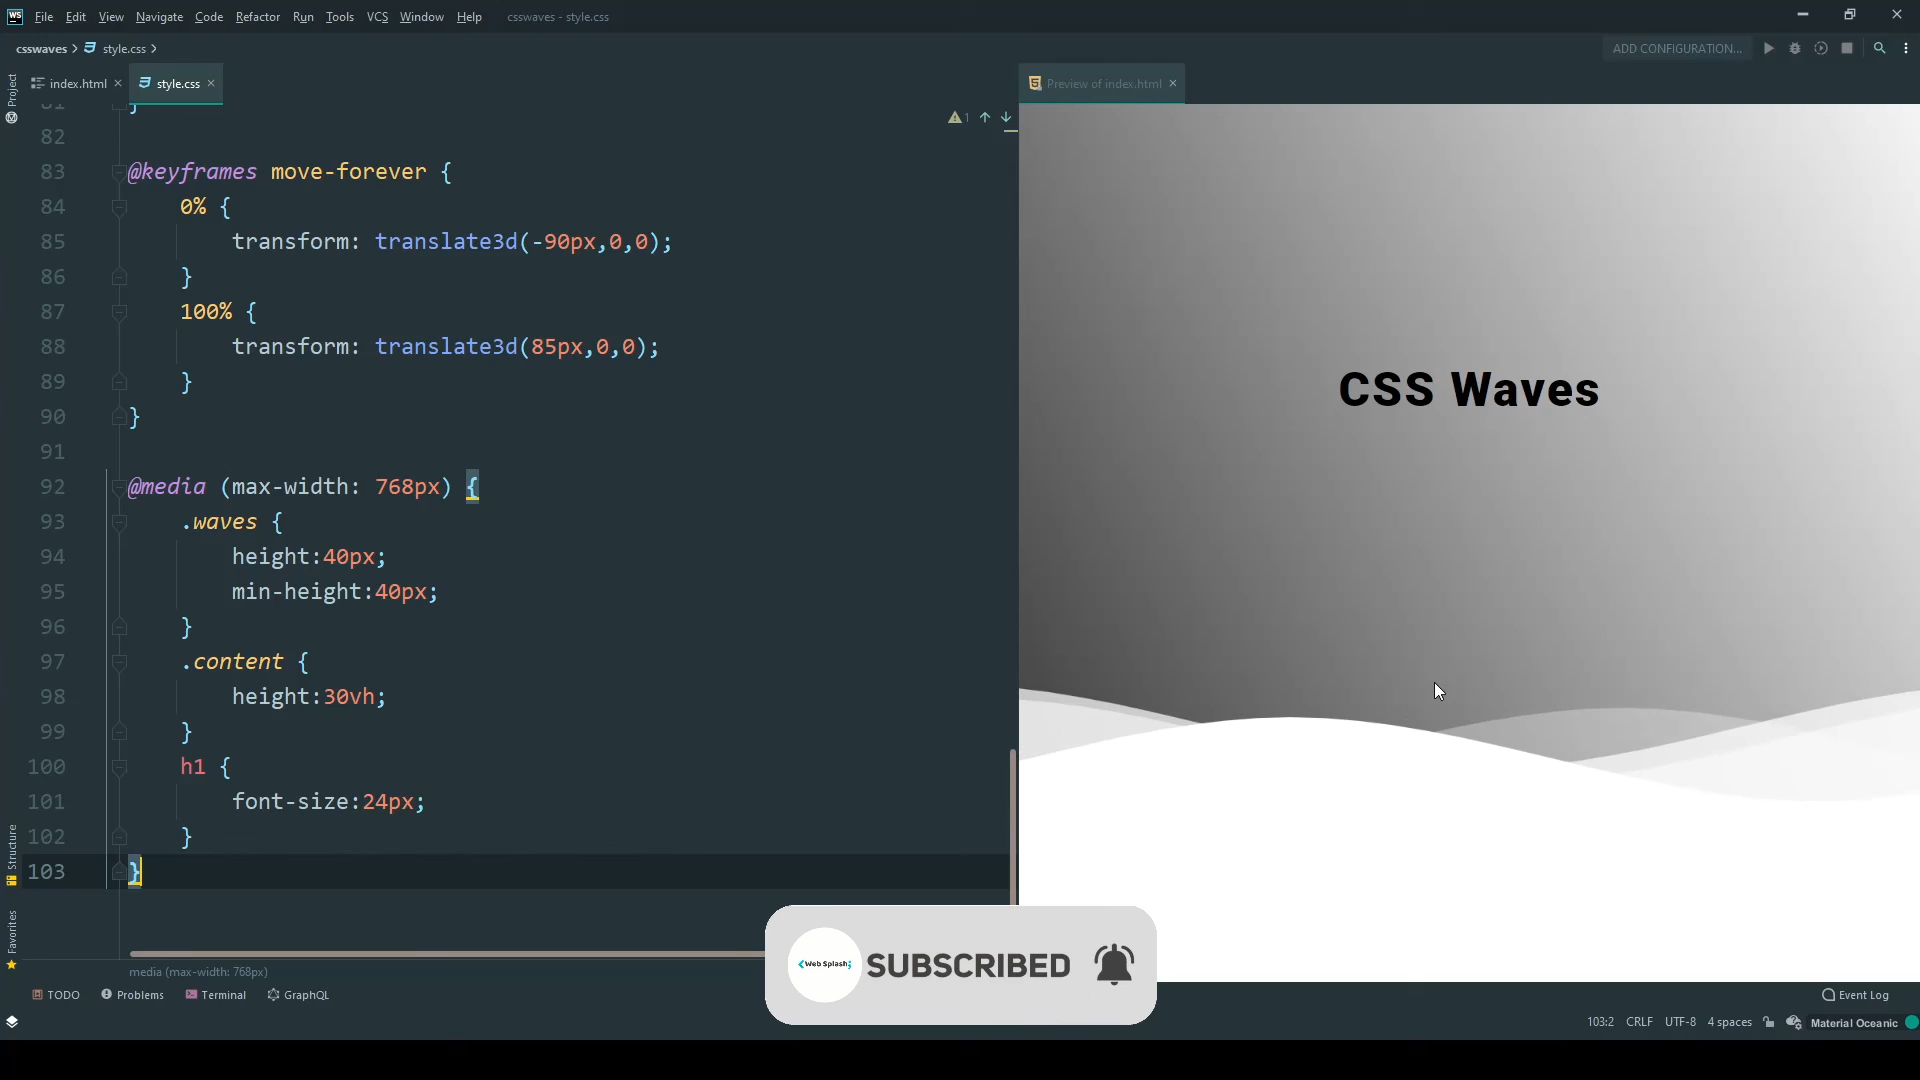 WS File Edit View Navigate Code Refactor Run Tools VCS Window Help csswaves - style.css
csswaves style.css ADD CONFIGURATION...
Project
index.html style.css Preview of index.html
1
81 }
82
83 @keyframes move-forever {
84 0% {
85 transform: translate3d(-90px,0,0);
86 }
87 100% {
88 transform: translate3d(85px,0,0);
89 }
90 }
91
92 @media (max-width: 768px) {
93 .waves {
94 height:40px;
95 min-height:40px;
96 }
97 .content {
98 height:30vh;
99 }
100 h1 {
101 font-size:24px;
102 }
103 }
CSS Waves
Structure
Favorites
<Web Splash; SUBSCRIBED
media (max-width: 768px)
TODO Problems Terminal GraphQL Event Log
103:2 CRLF UTF-8 4 spaces Material Oceanic